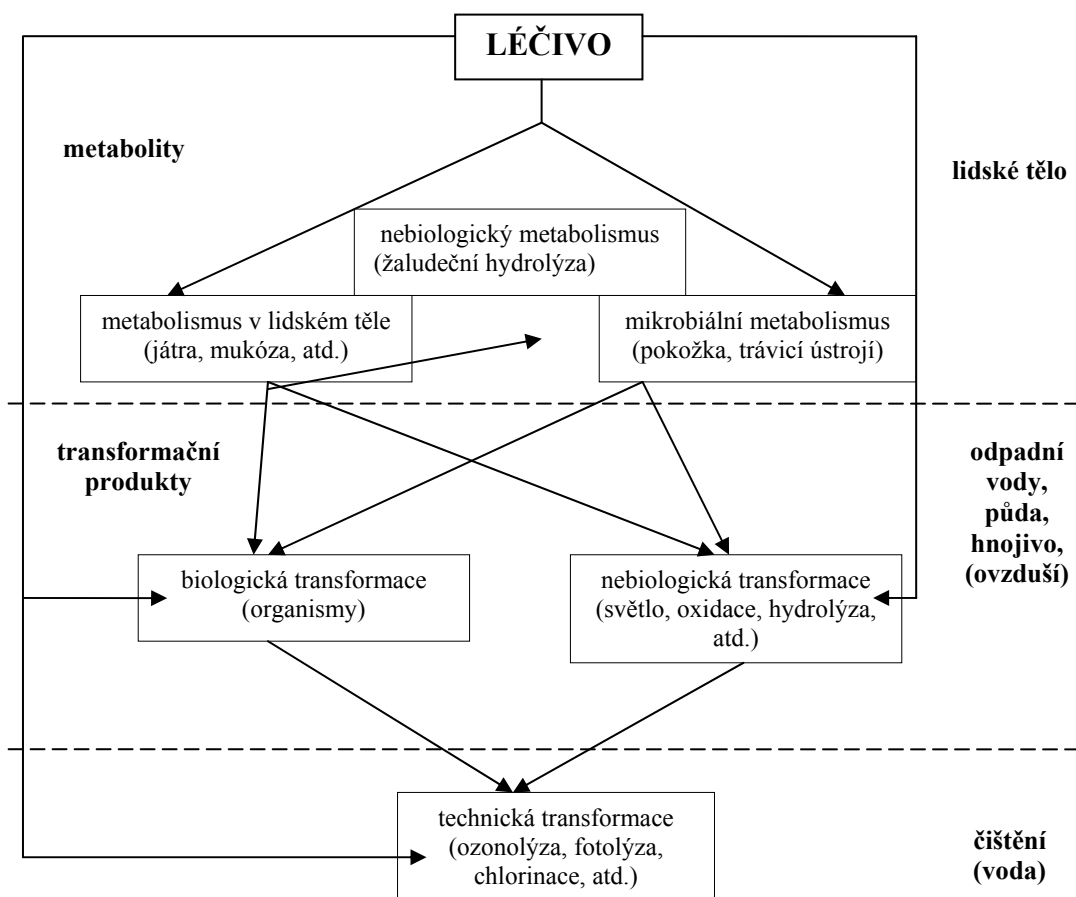 LÉČIVO
metabolity
lidské tělo
nebiologický metabolismus
(žaludeční hydrolýza)
metabolismus v lidském těle
(játra, mukóza, atd.)
mikrobiální metabolismus
(pokožka, trávicí ústrojí)
transformační
produkty
odpadní
vody,
půda,
hnojivo,
(ovzduší)
biologická transformace
(organismy)
nebiologická transformace
(světlo, oxidace, hydrolýza,
atd.)
technická transformace
(ozonolýza, fotolýza,
chlorinace, atd.)
čištění
(voda)